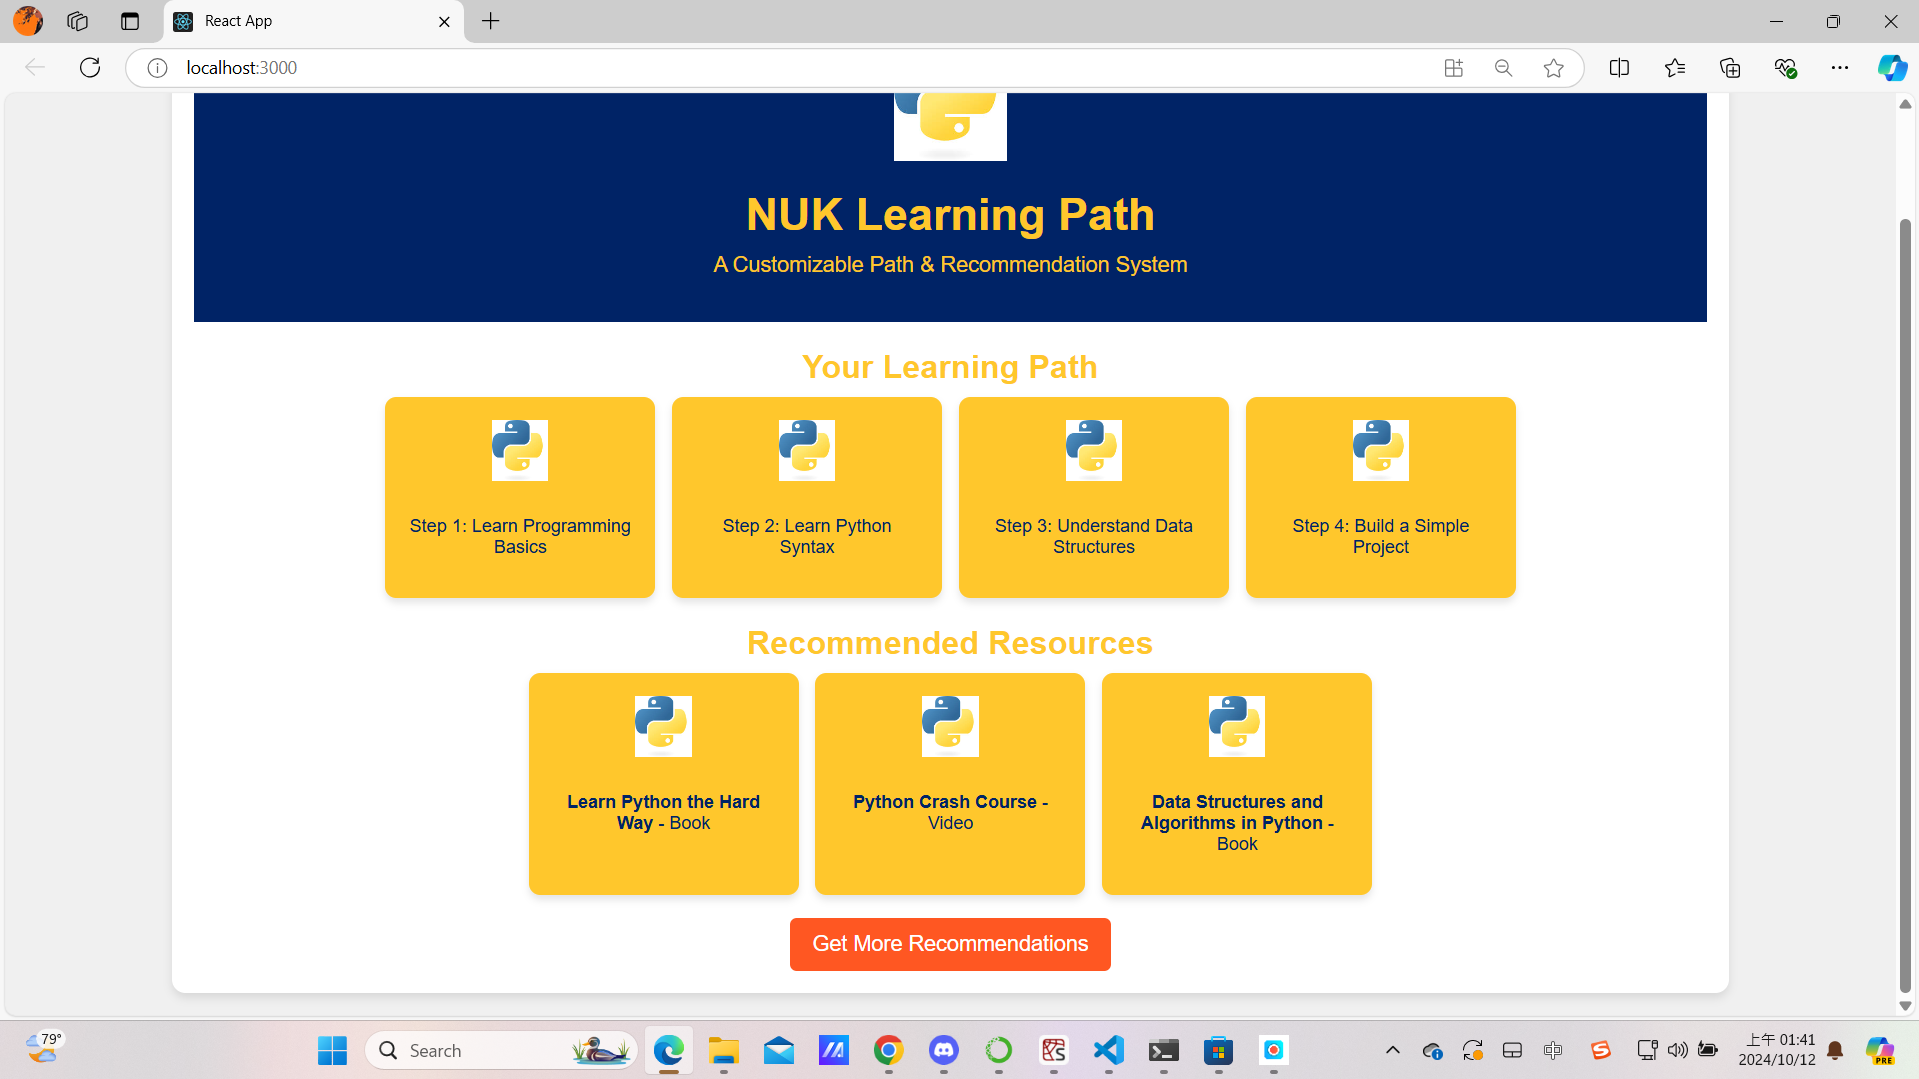 React App
localhost:3000
NUK Learning Path
A Customizable Path & Recommendation System
Your Learning Path
Step 1: Learn Programming
Basics
Step 2: Learn Python
Syntax
Step 3: Understand Data
Structures
Step 4: Build a Simple
Project
Recommended Resources
Learn Python the Hard
Way - Book
Python Crash Course -
Video
Data Structures and
Algorithms in Python -
Book
Get More Recommendations
79°
Search
上午 01:41
2024/10/12
PRE